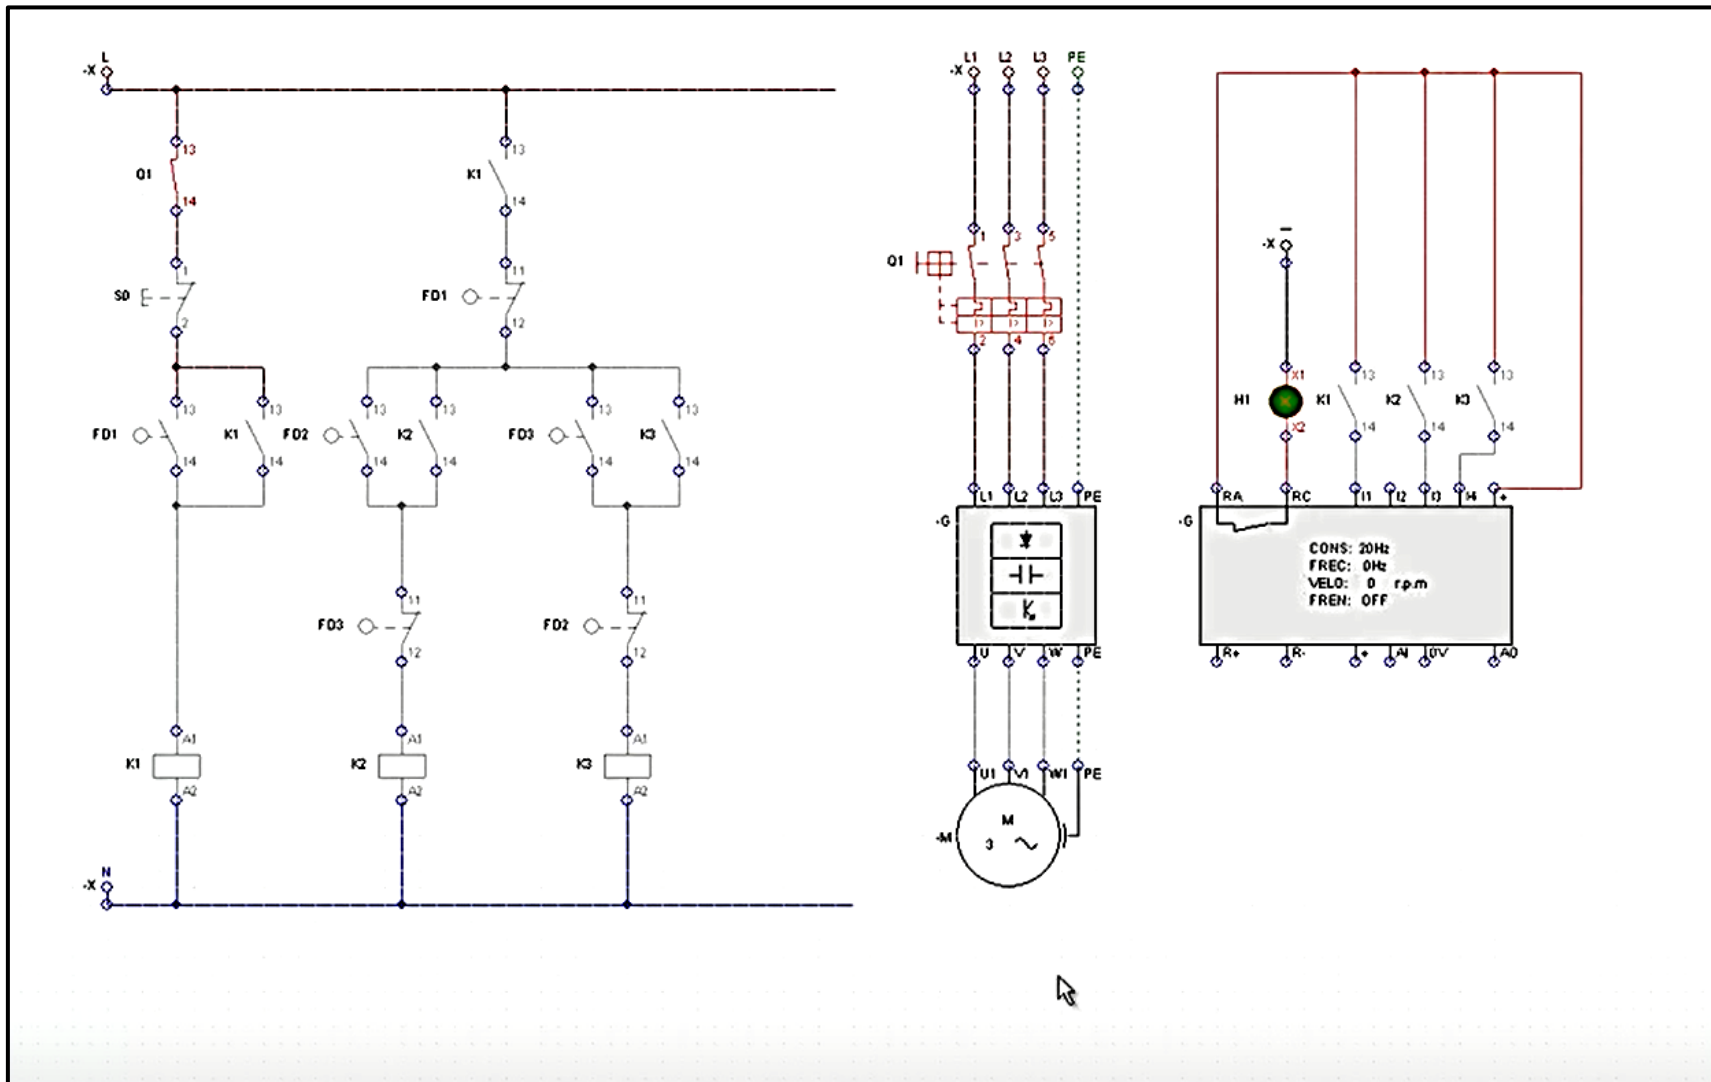 L
-X
13
Q1
14
1
S0
2
13
FD1
14
13
K1
14
A1
K1
A2
13
K1
14
11
FD1
12
13
FD2
14
13
K2
14
11
FD3
12
A1
K2
A2
13
FD3
14
13
K3
14
11
FD2
12
A1
K3
A2
N
-X
L1 L2 L3 PE
-X
1 3 5
Q1
I> I> I>
2 4 6
L1 L2 L3 PE
-G
U V W PE
U1 V1 W1 PE
-M
M
3
-X
X1
H1
X2
13
K1
14
13
K2
14
13
K3
14
RA RC I1 I2 I3 I4 +
-G
CONS: 20Hz
FREC: 0Hz
VELO: 0 r.p.m
FREN: OFF
R+ R- + AI 0V AO